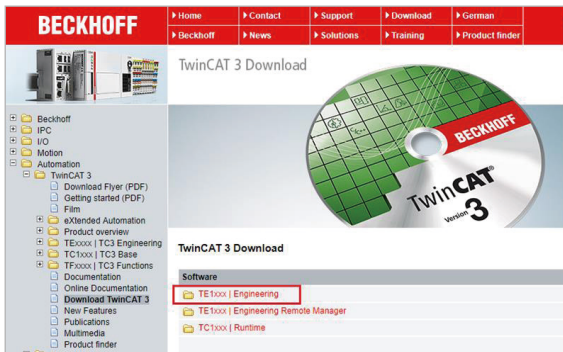 BECKHOFF
Home Contact Support Download German
Beckhoff News Solutions Training Product finder
TwinCAT 3 Download
BECKHOFF
TwinCAT®
Version 3
Beckhoff
IPC
I/O
Motion
Automation
TwinCAT 3
Download Flyer (PDF)
Getting started (PDF)
Film
eXtended Automation
Product overview
TExxxx | TC3 Engineering
TC1xxx | TC3 Base
TFxxxx | TC3 Functions
Documentation
Online Documentation
Download TwinCAT 3
New Features
Publications
Multimedia
Product finder
TwinCAT 3 Download
Software
TE1xxx | Engineering
TE1xxx | Engineering Remote Manager
TC1xxx | Runtime